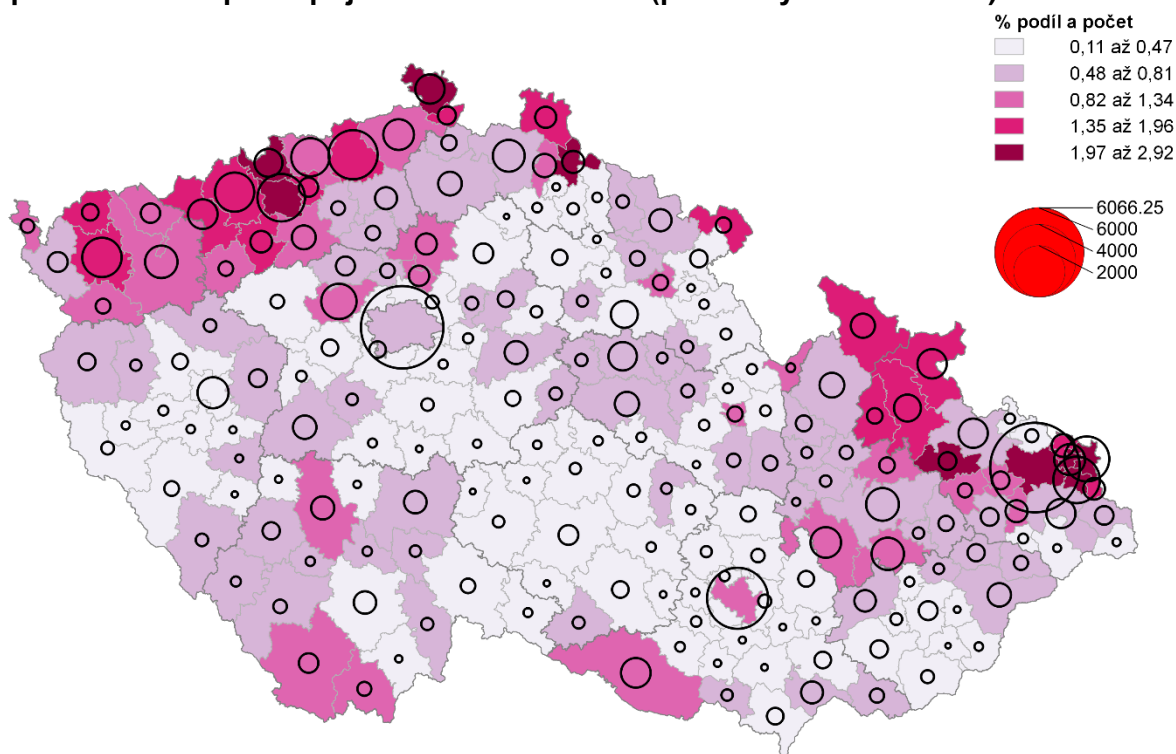 % podíl a počet
0,11 až 0,47
0,48 až 0,81
0,82 až 1,34
1,35 až 1,96
1,97 až 2,92
6066.25
6000
4000
2000